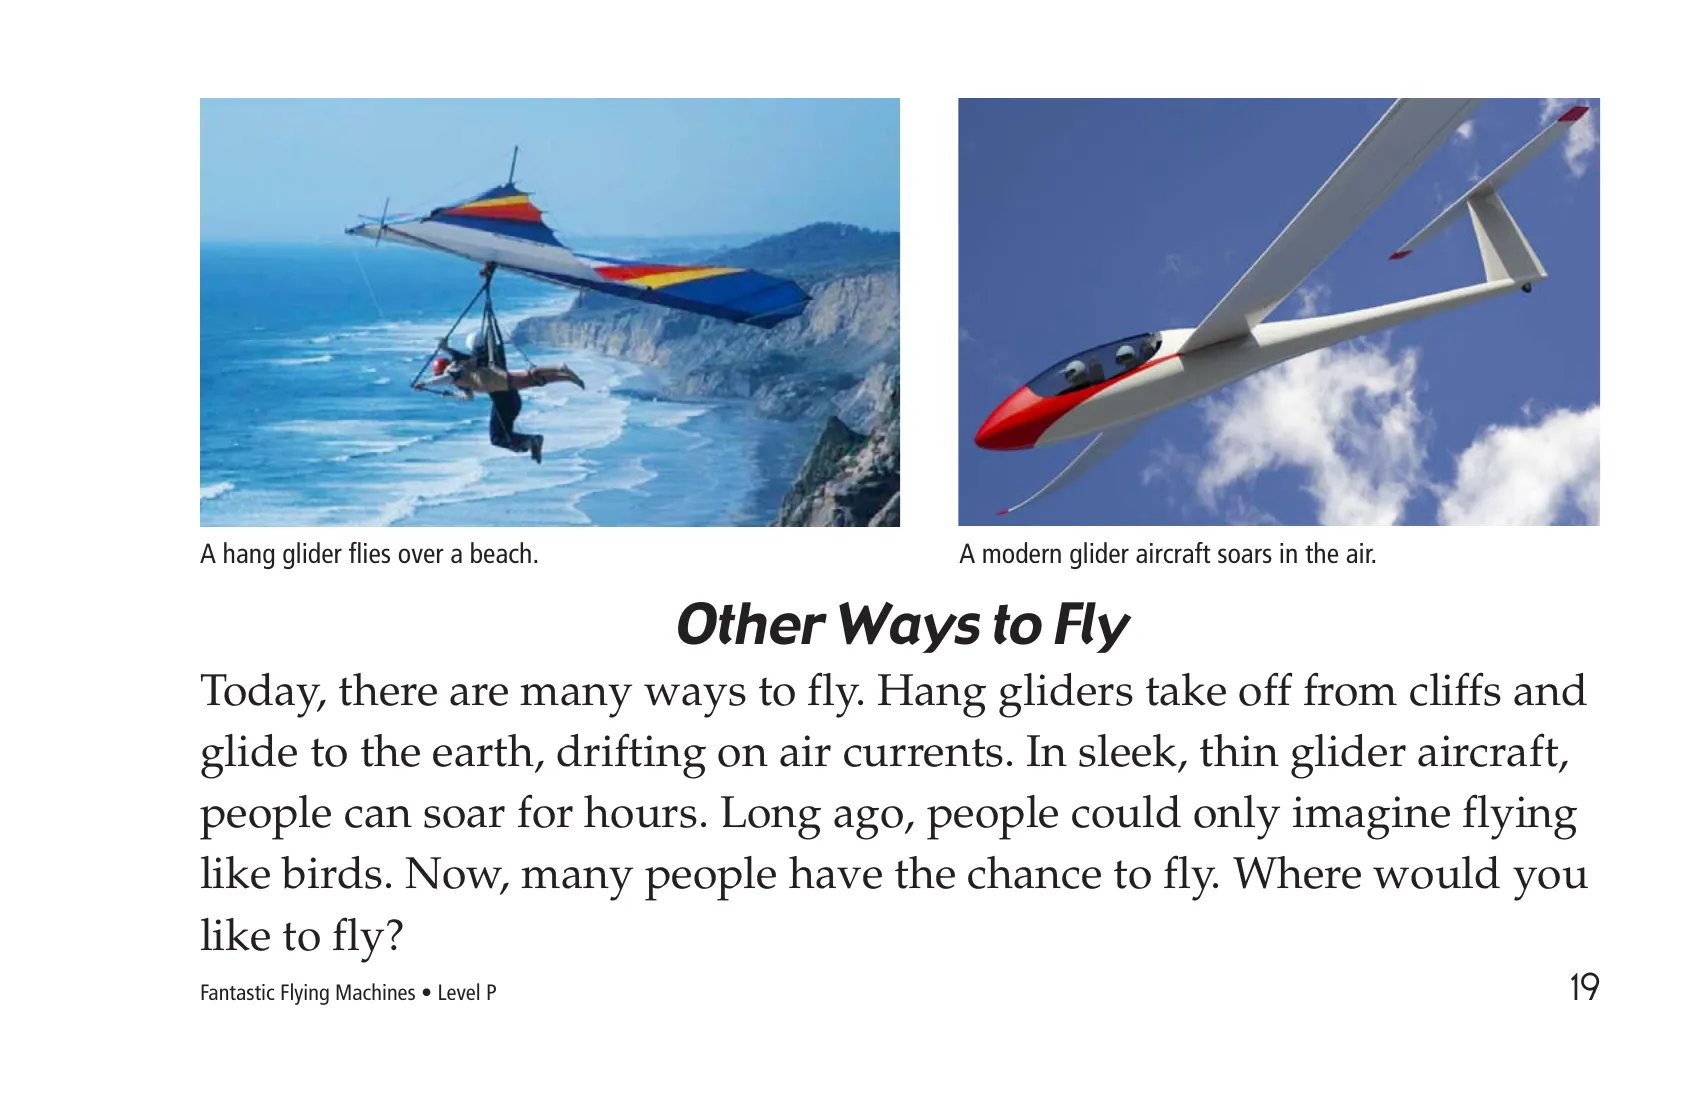 A hang glider flies over a beach.
A modern glider aircraft soars in the air.
Other Ways to Fly
Today, there are many ways to fly. Hang gliders take off from cliffs and
glide to the earth, drifting on air currents. In sleek, thin glider aircraft,
people can soar for hours. Long ago, people could only imagine flying
like birds. Now, many people have the chance to fly. Where would you
like to fly?
Fantastic Flying Machines • Level P
19